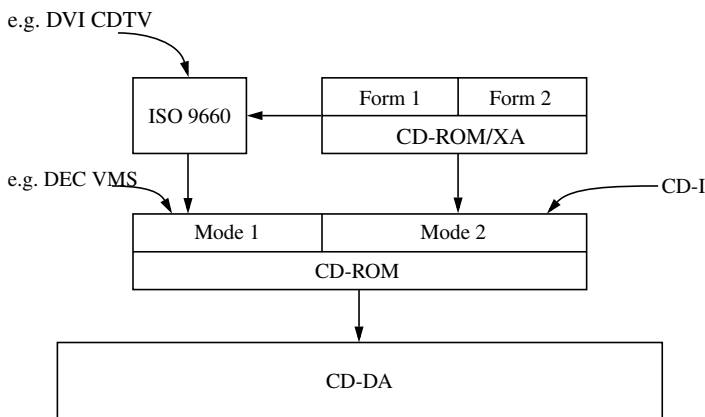 e.g. DVI CDTV
Form 1 Form 2
ISO 9660
CD-ROM/XA
e.g. DEC VMS
CD-I
Mode 1 Mode 2
CD-ROM
CD-DA